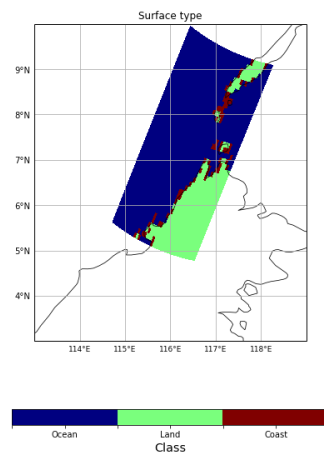 Surface type
9°N
8°N
7°N
6°N
5°N
4°N
114°E 115°E 116°E 117°E 118°E
Ocean Land Coast
Class